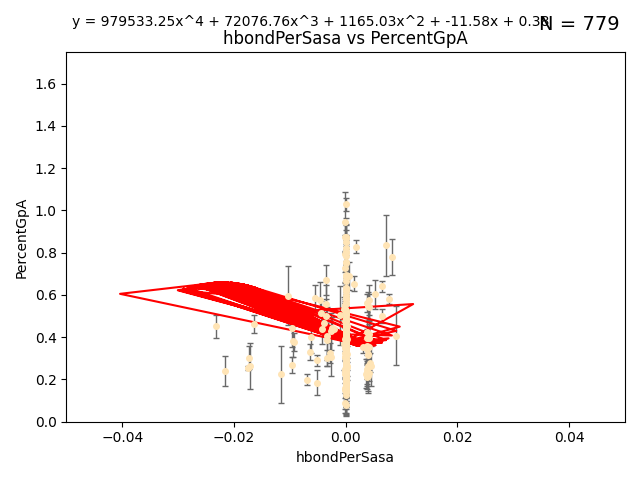 y = 979533.25x^4 + 72076.76x^3 + 1165.03x^2 + -11.58x + 0.38
N = 779
hbondPerSasa vs PercentGpA
1.6
1.4
1.2
1.0
0.8
0.6
0.4
0.2
0.0
PercentGpA
−0.04
−0.02
0.00
0.02
0.04
hbondPerSasa